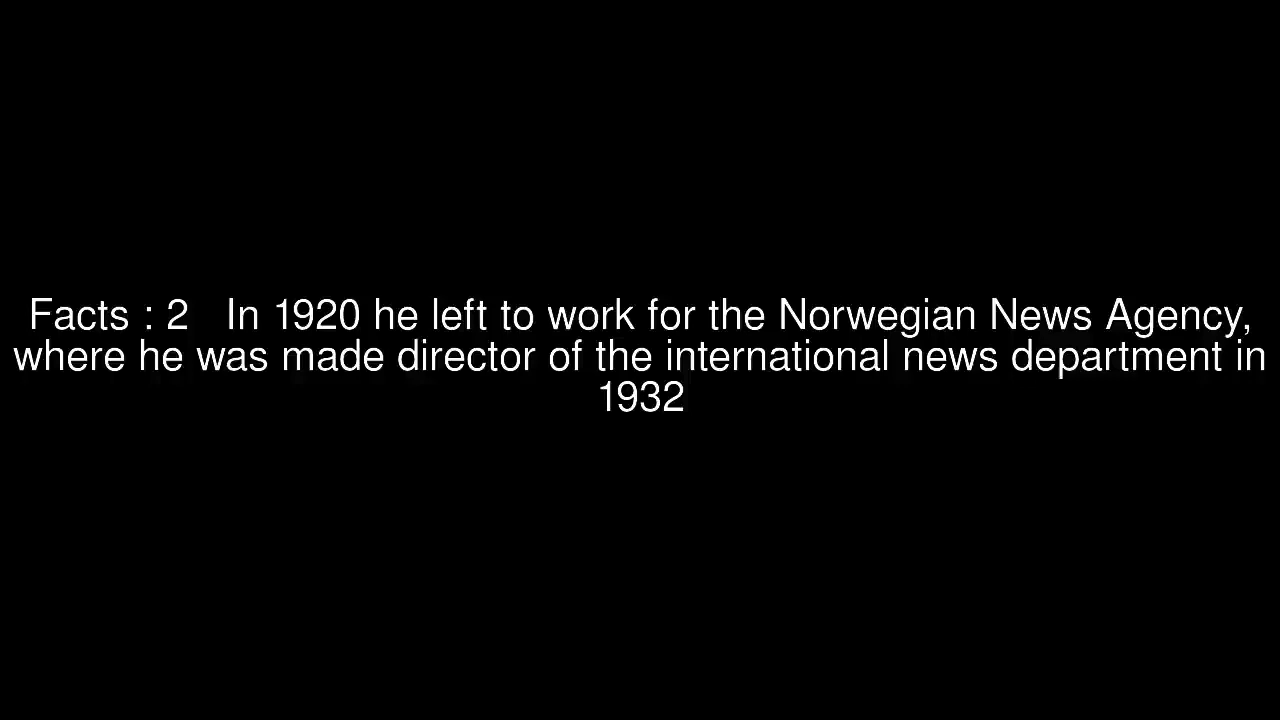 Facts : 2   In 1920 he left to work for the Norwegian News Agency,
where he was made director of the international news department in
1932